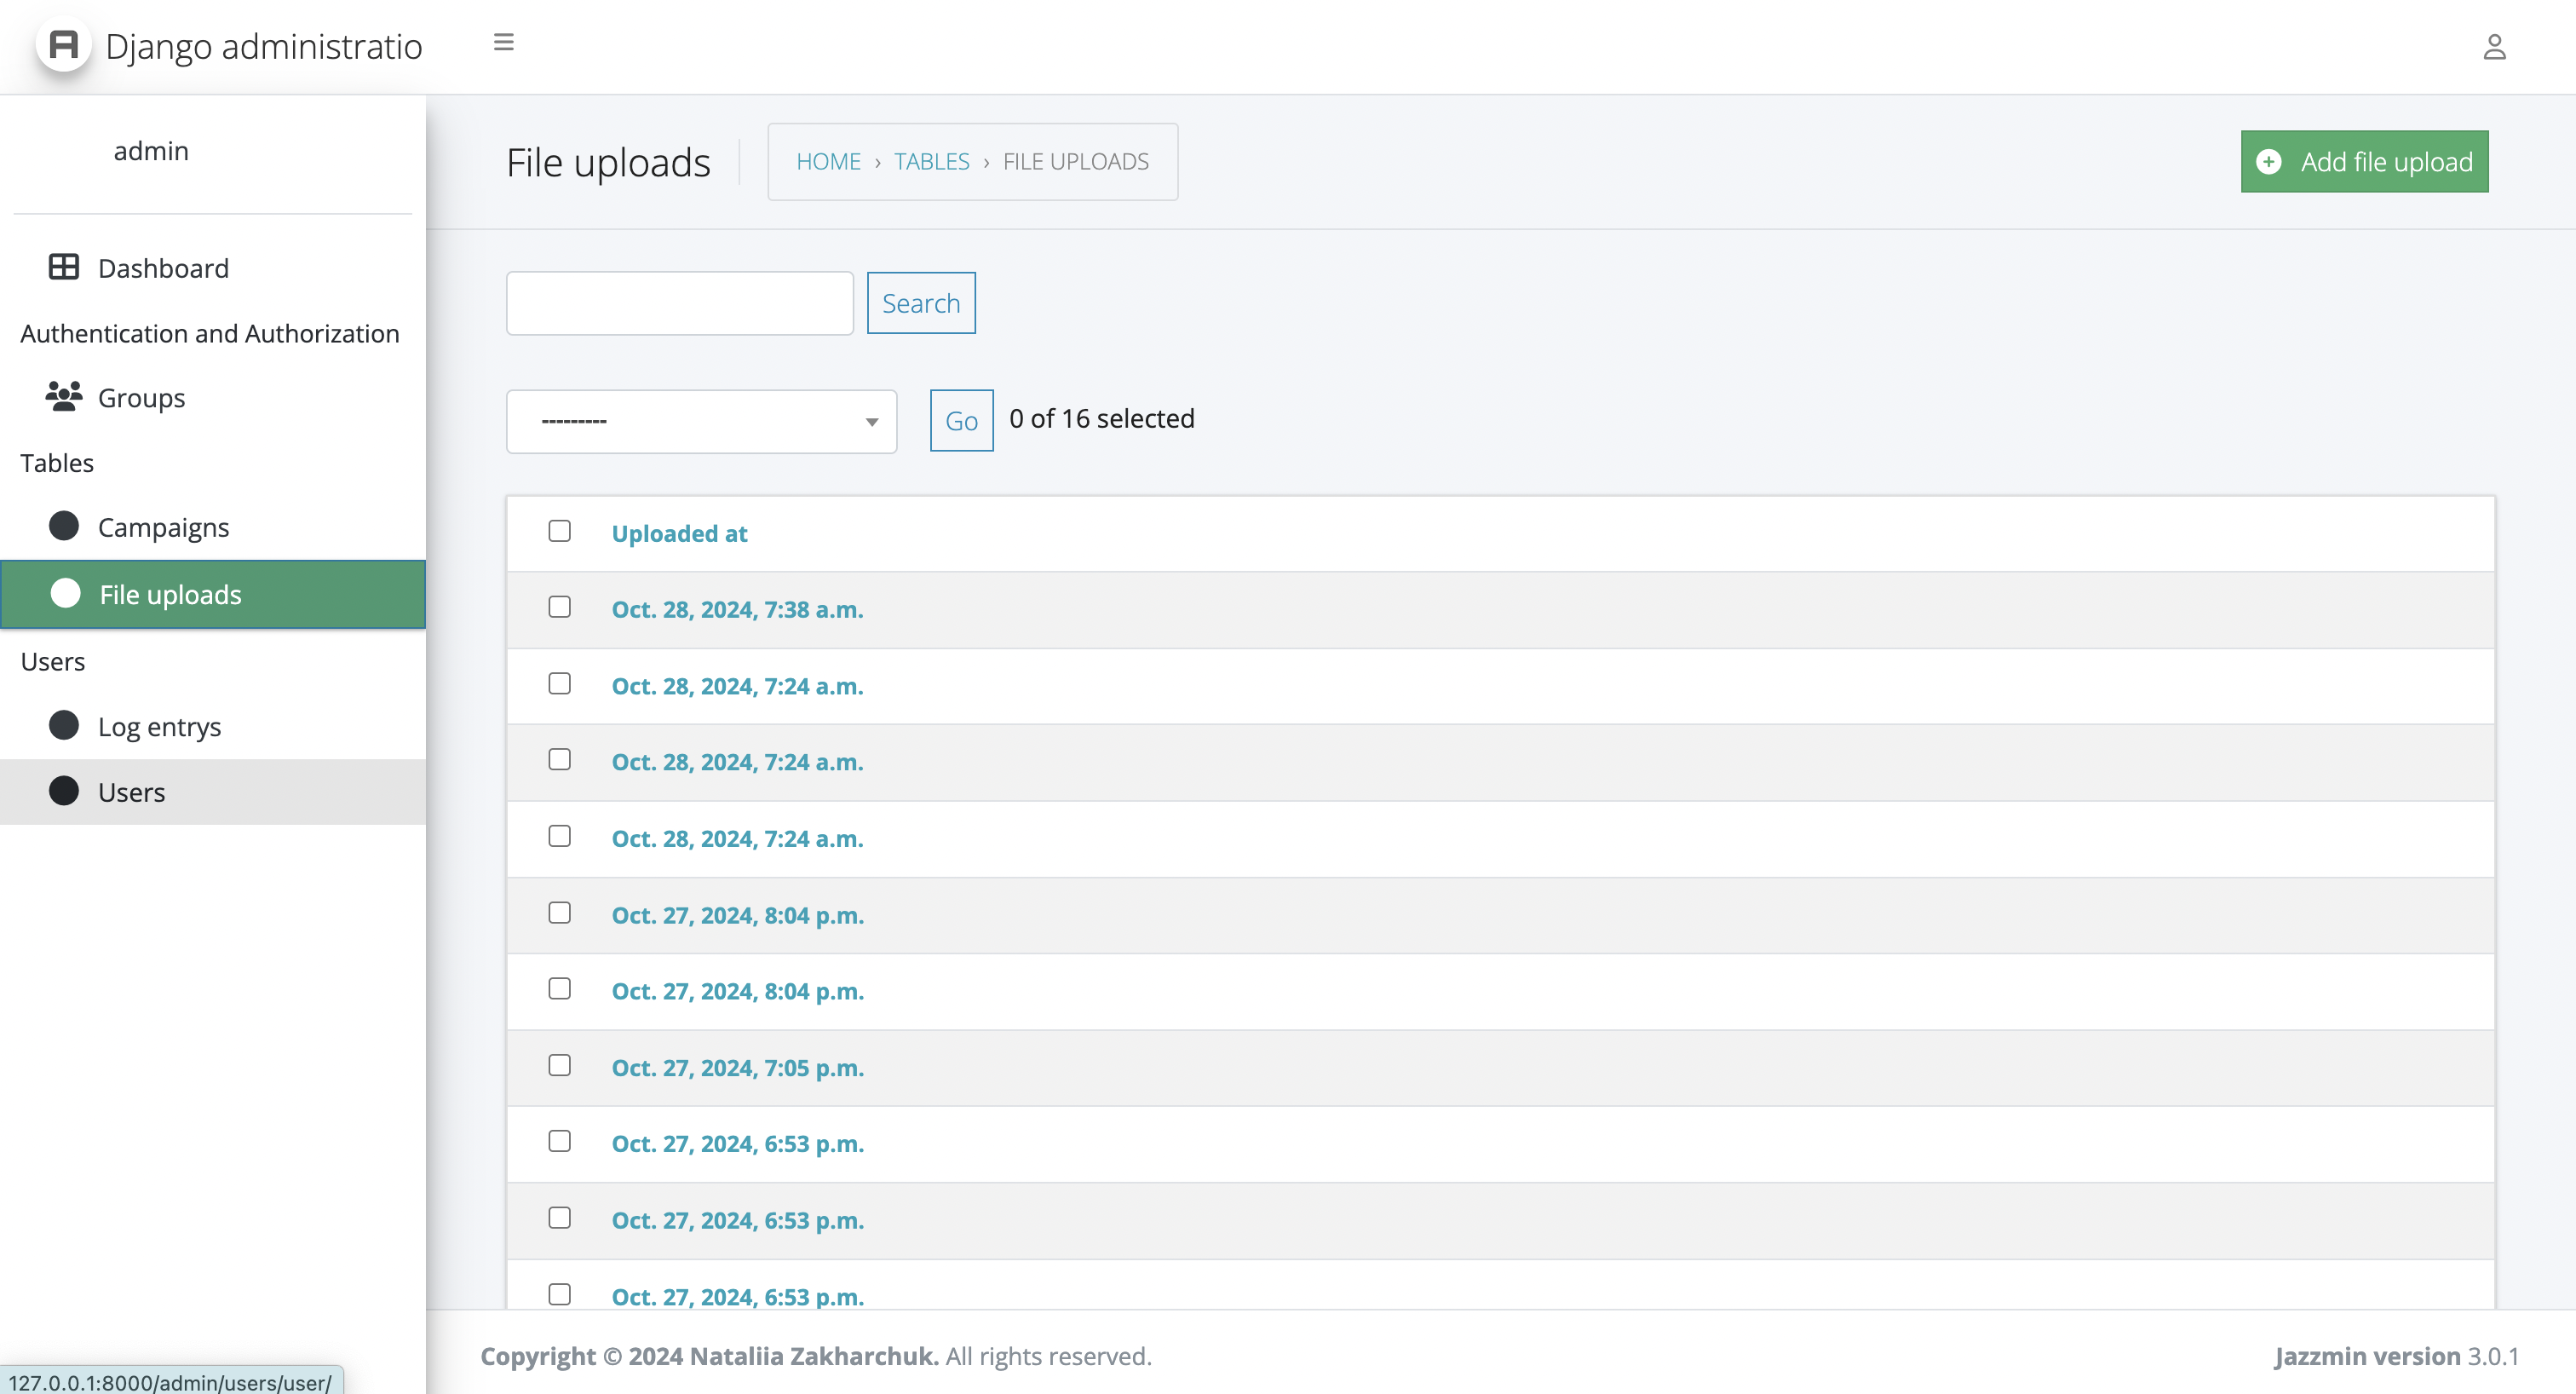 Django administratio
admin
Dashboard
Authentication and Authorization
Groups
Tables
Campaigns
File uploads
Users
Log entrys
Users
File uploads
HOME › TABLES › FILE UPLOADS
Add file upload
Search
---------
Go
0 of 16 selected
Uploaded at
Oct. 28, 2024, 7:38 a.m.
Oct. 28, 2024, 7:24 a.m.
Oct. 28, 2024, 7:24 a.m.
Oct. 28, 2024, 7:24 a.m.
Oct. 27, 2024, 8:04 p.m.
Oct. 27, 2024, 8:04 p.m.
Oct. 27, 2024, 7:05 p.m.
Oct. 27, 2024, 6:53 p.m.
Oct. 27, 2024, 6:53 p.m.
Oct. 27, 2024, 6:53 p.m.
Copyright © 2024 Nataliia Zakharchuk. All rights reserved.
Jazzmin version 3.0.1
127.0.0.1:8000/admin/users/user/